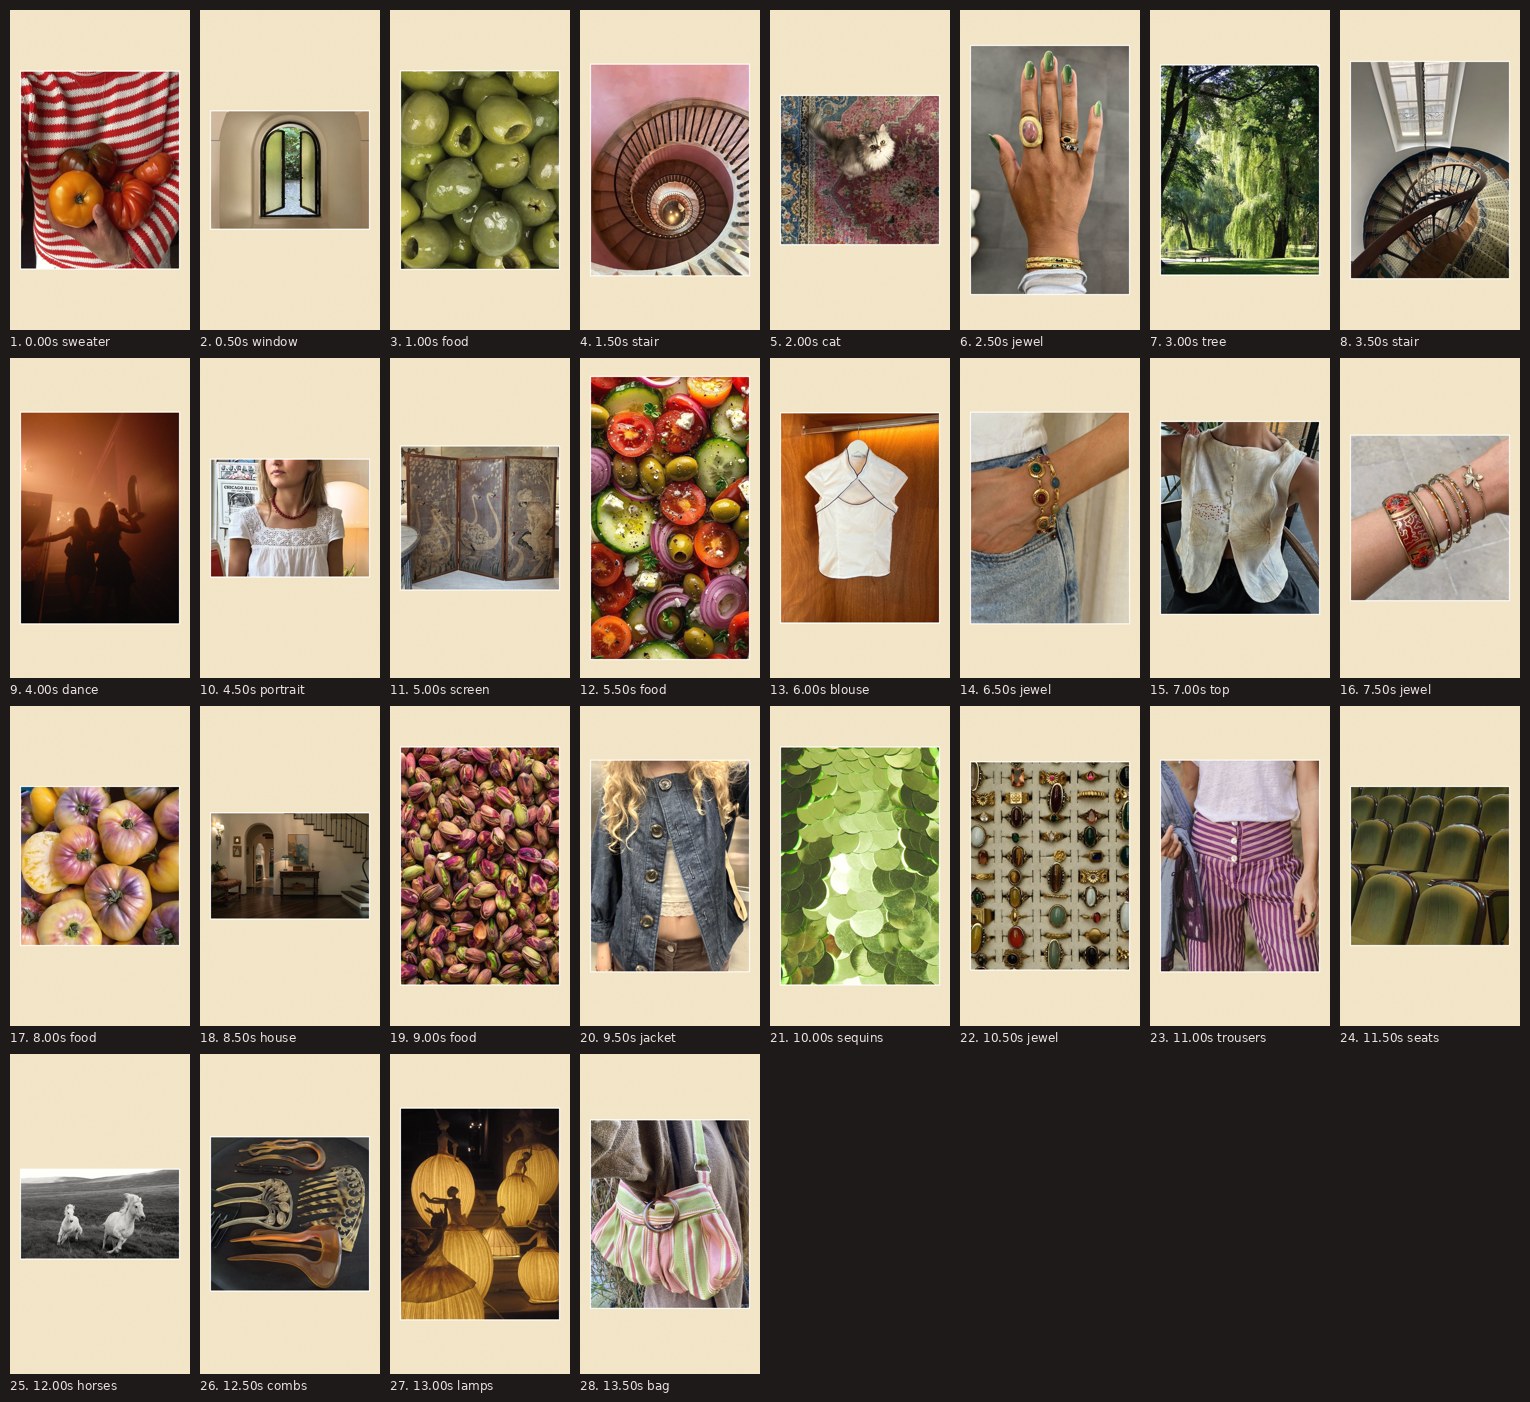 1. 0.00s sweater
2. 0.50s window
3. 1.00s food
4. 1.50s stair
5. 2.00s cat
6. 2.50s jewel
7. 3.00s tree
8. 3.50s stair
CHICAGO BLUES
9. 4.00s dance
10. 4.50s portrait
11. 5.00s screen
12. 5.50s food
13. 6.00s blouse
14. 6.50s jewel
15. 7.00s top
16. 7.50s jewel
17. 8.00s food
18. 8.50s house
19. 9.00s food
20. 9.50s jacket
21. 10.00s sequins
22. 10.50s jewel
23. 11.00s trousers
24. 11.50s seats
25. 12.00s horses
26. 12.50s combs
27. 13.00s lamps
28. 13.50s bag